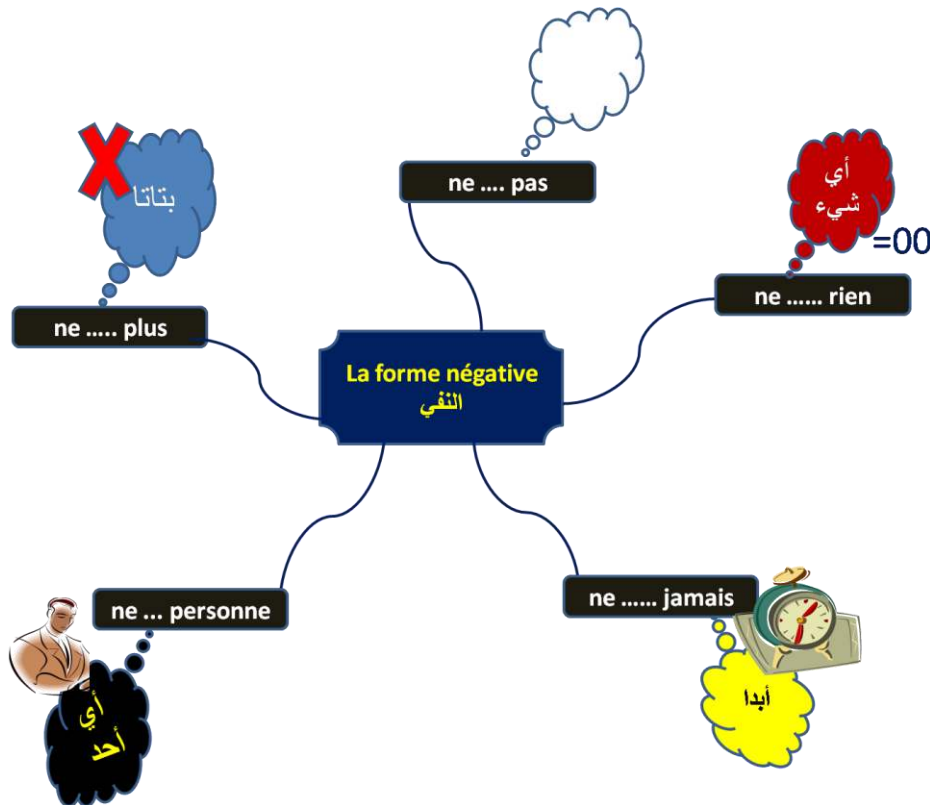 ne .... pas
بتاتا
أي
شيء
=00
ne ...... rien
ne ..... plus
La forme négative
النفي
ne ... personne
ne ...... jamais
أي
أحد
أبدا